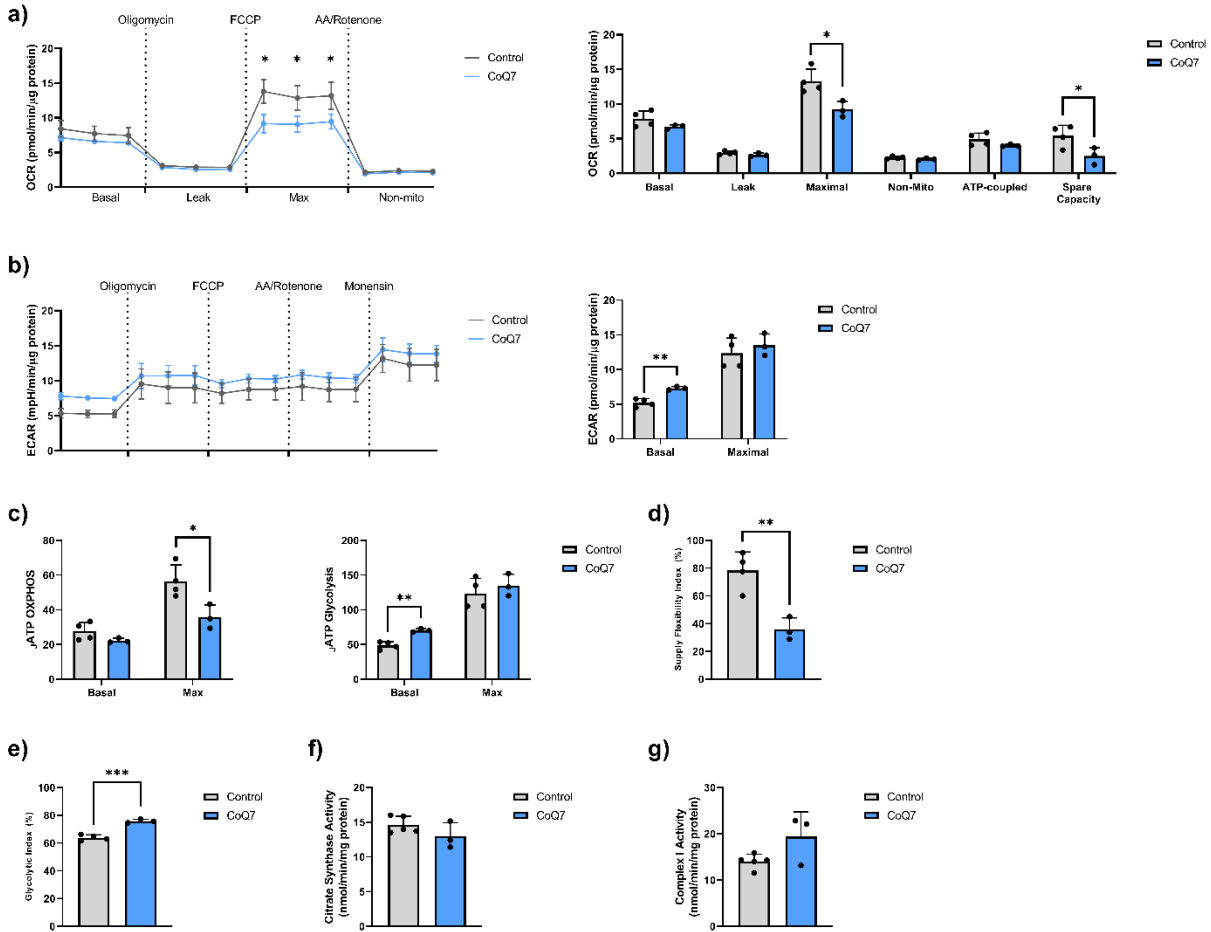 a)
Oligomycin FCCP AA/Rotenone
OCR (pmol/min/µg protein)
20
15
10
5
0
* * *
Control
CoQ7
Basal Leak Max Non-mito
OCR (pmol/min/µg protein)
20
15
10
5
0
*
*
Control
CoQ7
Basal Leak Maximal Non-Mito ATP-coupled Spare
Capacity
b)
Oligomycin FCCP AA/Rotenone Monensin
ECAR (mpH/min/µg protein)
20
15
10
5
0
Control
CoQ7
ECAR (pmol/min/µg protein)
20
15
10
5
0
**
Control
CoQ7
Basal Maximal
c)
JATP OXPHOS
80
60
40
20
0
*
Basal Max
JATP Glycolysis
200
150
100
50
0
**
Control
CoQ7
Basal Max
d)
Supply Flexibility Index (%)
100
80
60
40
20
0
**
Control
CoQ7
e)
Glycolytic Index (%)
100
80
60
40
20
0
***
Control
CoQ7
f)
Citrate Synthase Activity
(nmol/min/mg protein)
20
15
10
5
0
Control
CoQ7
g)
Complex I Activity
(nmol/min/mg protein)
30
20
10
0
Control
CoQ7